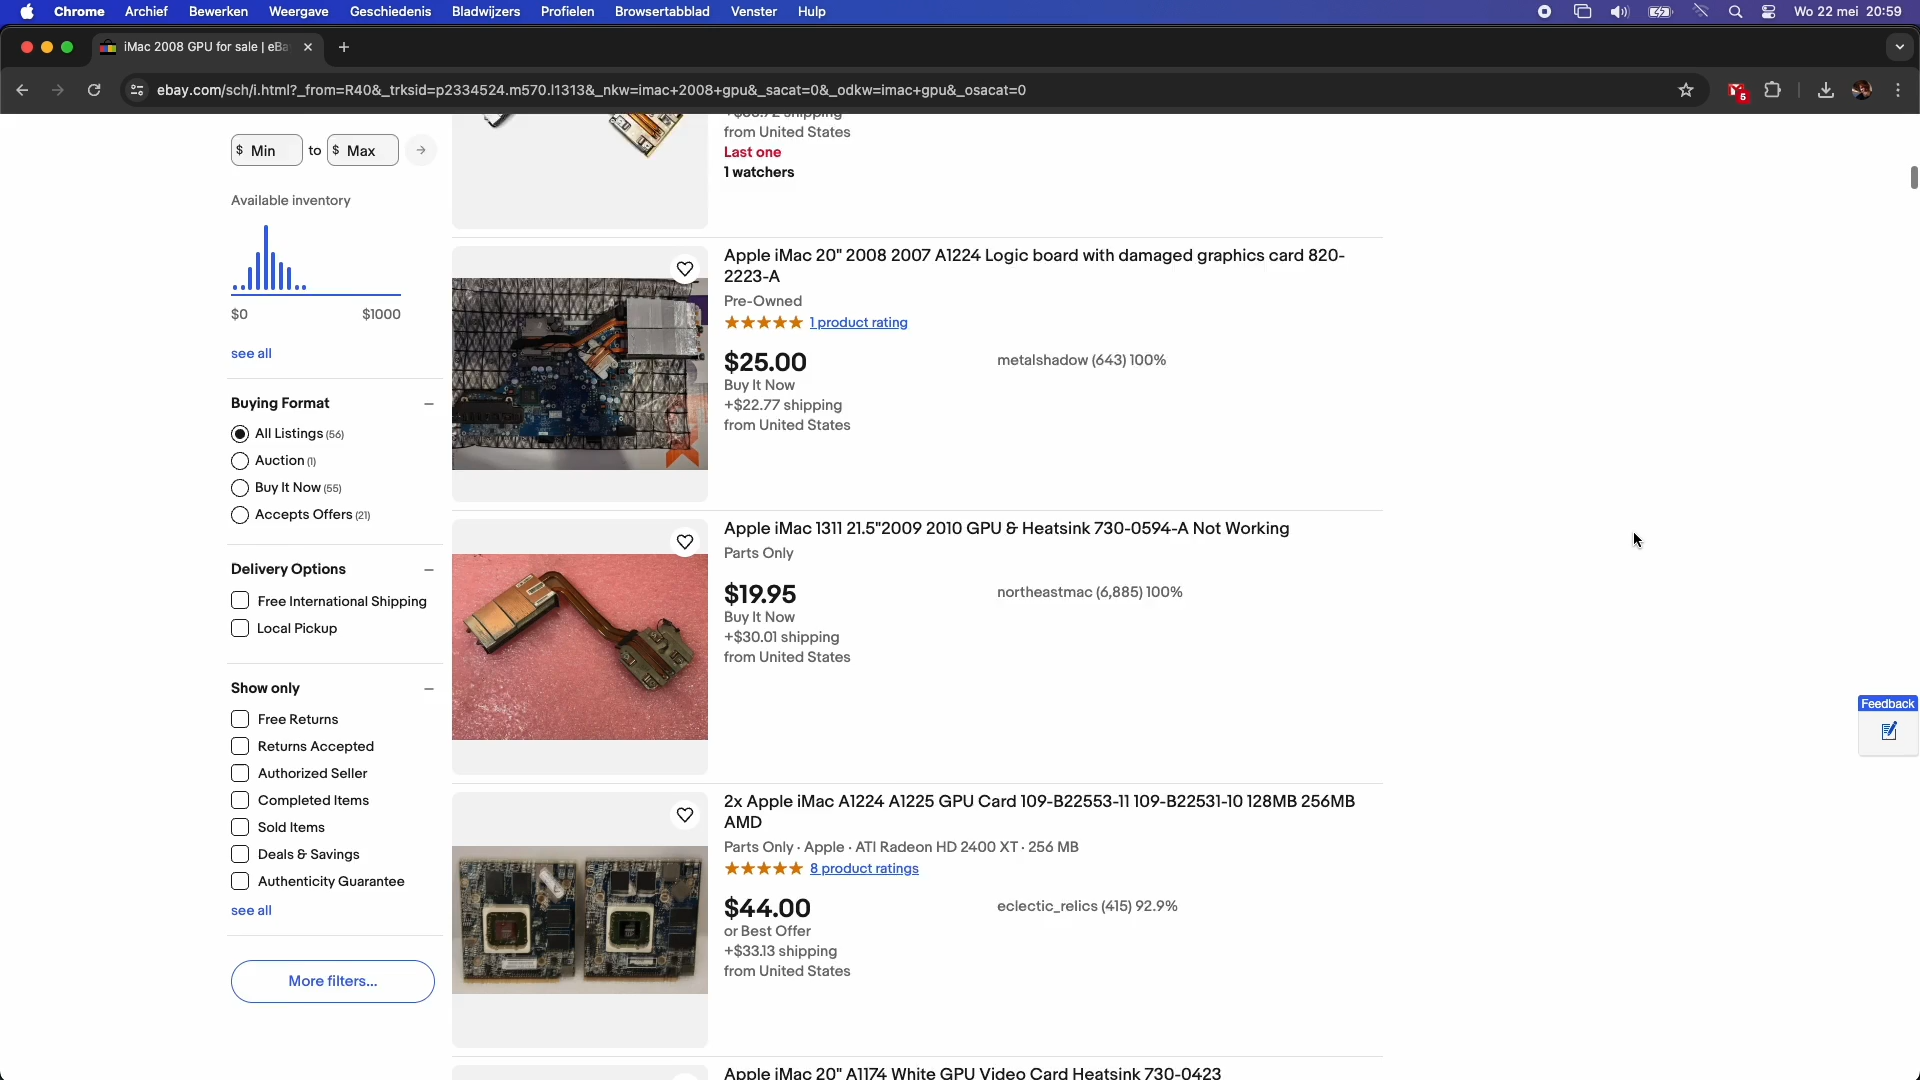 Chrome Archief Bewerken Weergave Geschiedenis Bladwijzers Profielen Browsertabblad Venster Hulp Wo 22 mei 20:59
iMac 2008 GPU for sale | eBa
ebay.com/sch/i.html?_from=R40&_trksid=p2334524.m570.l1313&_nkw=imac+2008+gpu&_sacat=0&_odkw=imac+gpu&_osacat=0
5
$ Min to $ Max
Available inventory
$0 $1000
see all
Buying Format
All Listings (56)
Auction (1)
Buy It Now (55)
Accepts Offers (21)
Delivery Options
Free International Shipping
Local Pickup
Show only
Free Returns
Returns Accepted
Authorized Seller
Completed Items
Sold Items
Deals & Savings
Authenticity Guarantee
see all
More filters...
shipping
from United States
Last one
1 watchers
Apple iMac 20" 2008 2007 A1224 Logic board with damaged graphics card 820-
2223-A
Pre-Owned
1 product rating
$25.00 metalshadow (643) 100%
Buy It Now
+$22.77 shipping
from United States
Apple iMac 1311 21.5"2009 2010 GPU & Heatsink 730-0594-A Not Working
Parts Only
$19.95 northeastmac (6,885) 100%
Buy It Now
+$30.01 shipping
from United States
2x Apple iMac A1224 A1225 GPU Card 109-B22553-11 109-B22531-10 128MB 256MB
AMD
Parts Only · Apple · ATI Radeon HD 2400 XT · 256 MB
8 product ratings
$44.00 eclectic_relics (415) 92.9%
or Best Offer
+$33.13 shipping
from United States
Apple iMac 20" A1174 White GPU Video Card Heatsink 730-0423
Feedback